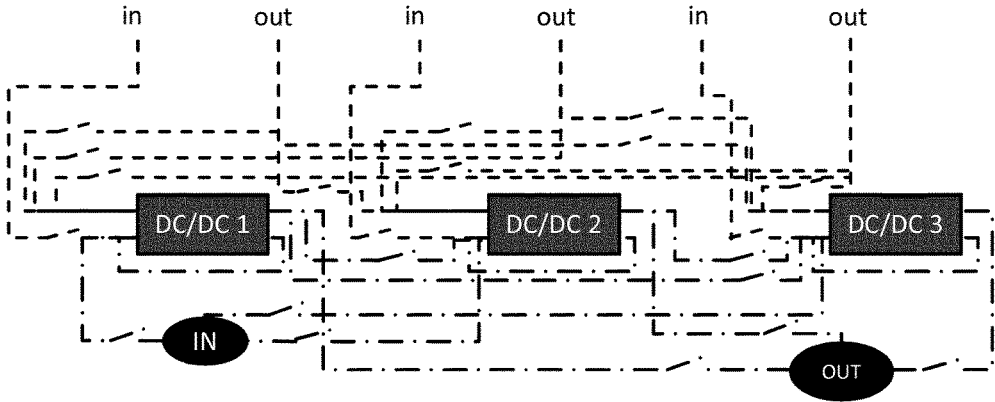 in out in out in out
DC/DC 1 DC/DC 2 DC/DC 3
IN
OUT